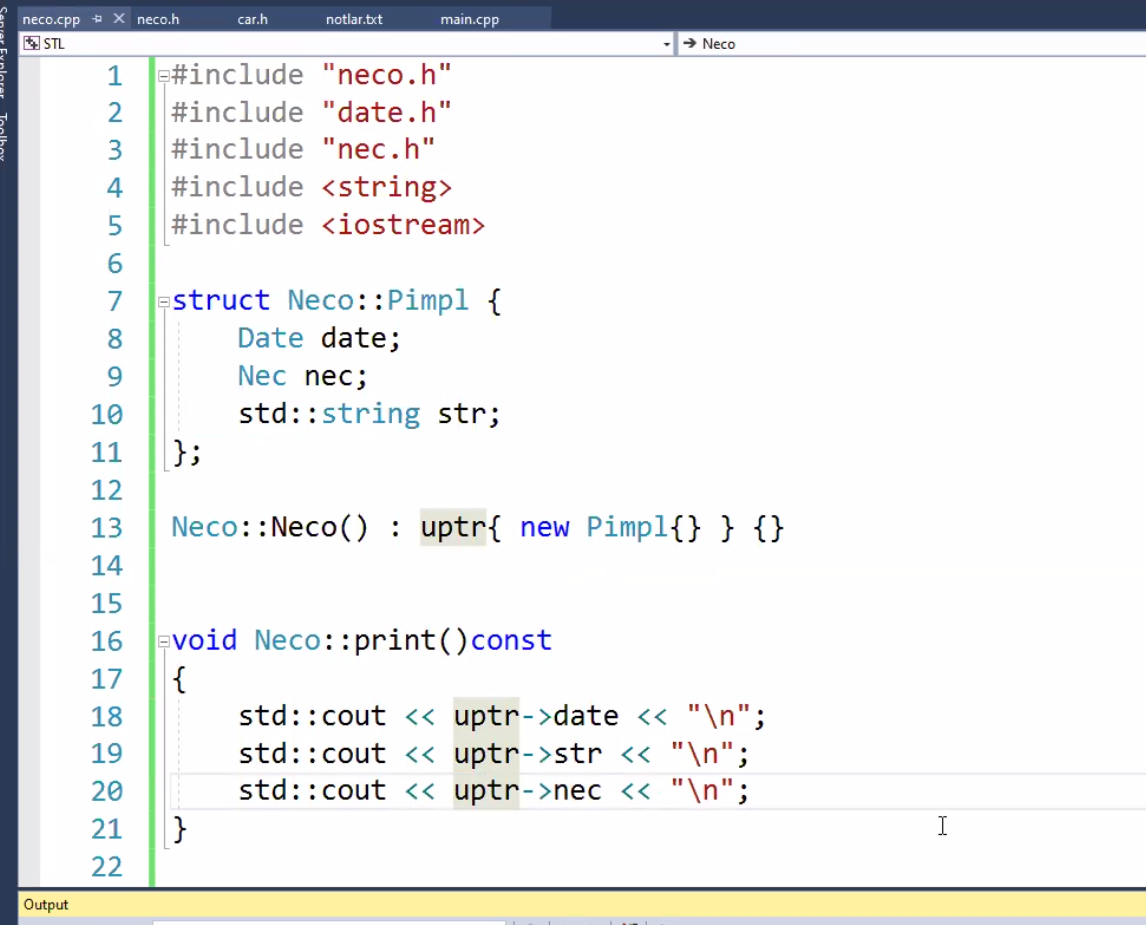 neco.cpp neco.h car.h notlar.txt main.cpp
STL Neco
Server Explorer
Toolbox
1 #include "neco.h"
2 #include "date.h"
3 #include "nec.h"
4 #include <string>
5 #include <iostream>
6
7 struct Neco::Pimpl {
8 Date date;
9 Nec nec;
10 std::string str;
11 };
12
13 Neco::Neco() : uptr{ new Pimpl{} } {}
14
15
16 void Neco::print()const
17 {
18 std::cout << uptr->date << "\n";
19 std::cout << uptr->str << "\n";
20 std::cout << uptr->nec << "\n";
21 }
22
Output